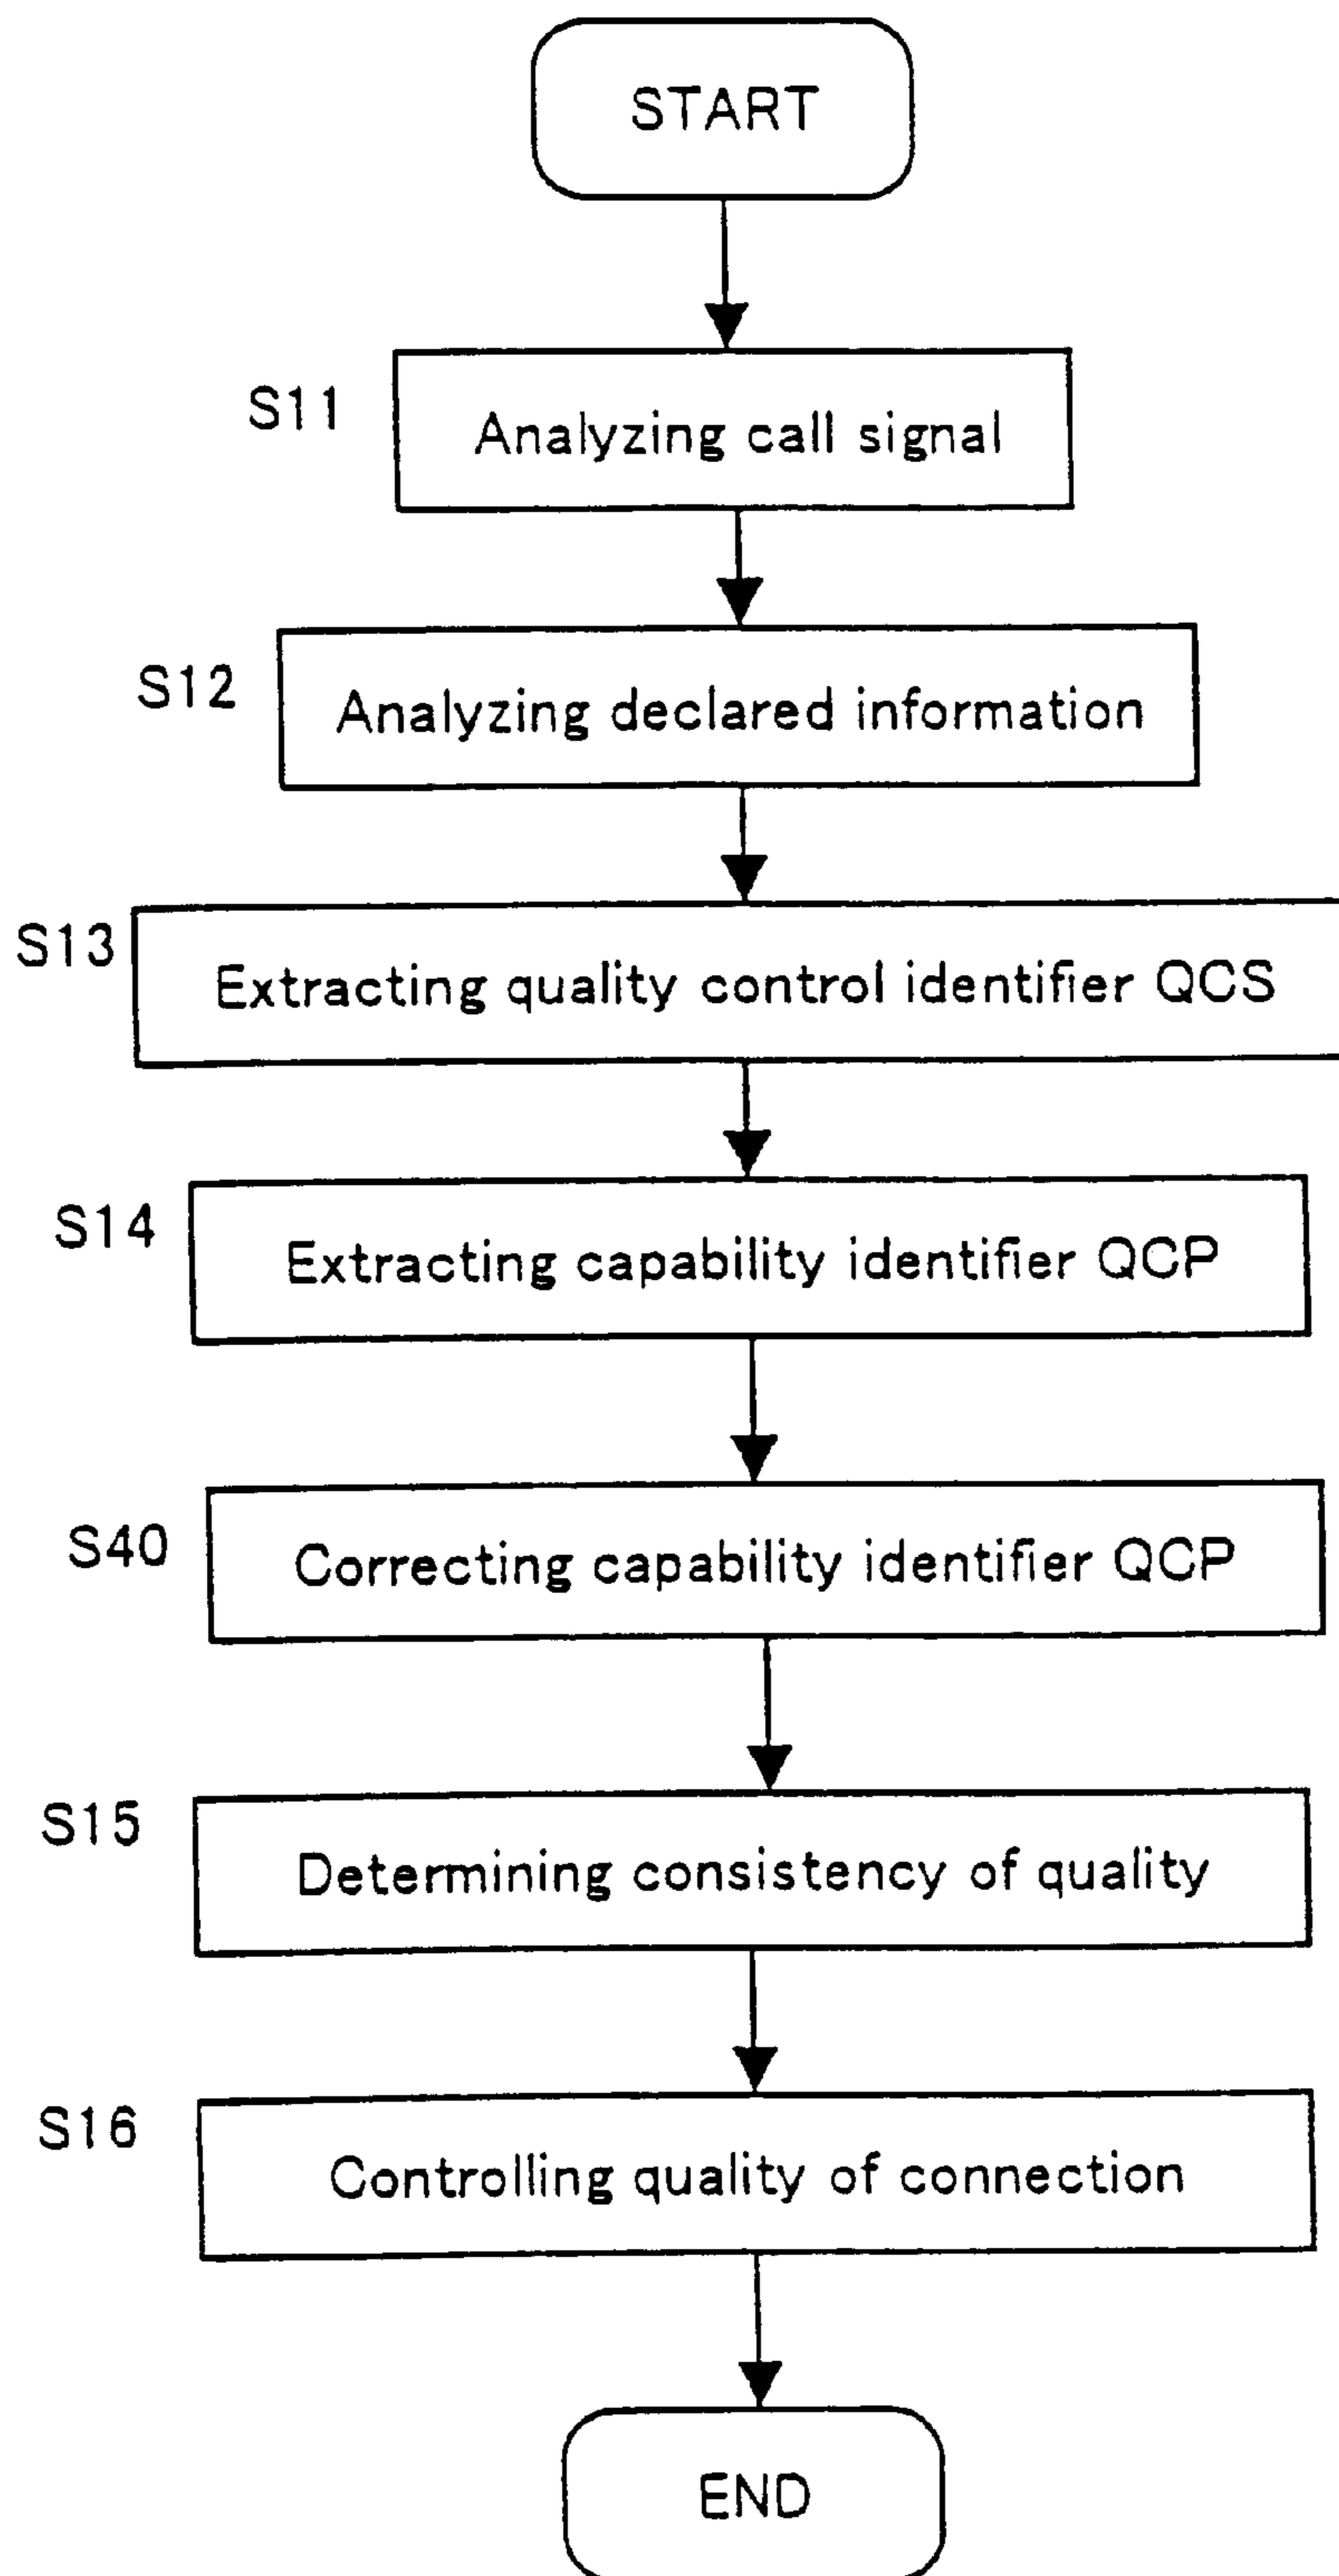 START
S11
Analyzing call signal
S12
Analyzing declared information
S13
Extracting quality control identifier QCS
S14
Extracting capability identifier QCP
S40
Correcting capability identifier QCP
S15
Determining consistency of quality
S16
Controlling quality of connection
END